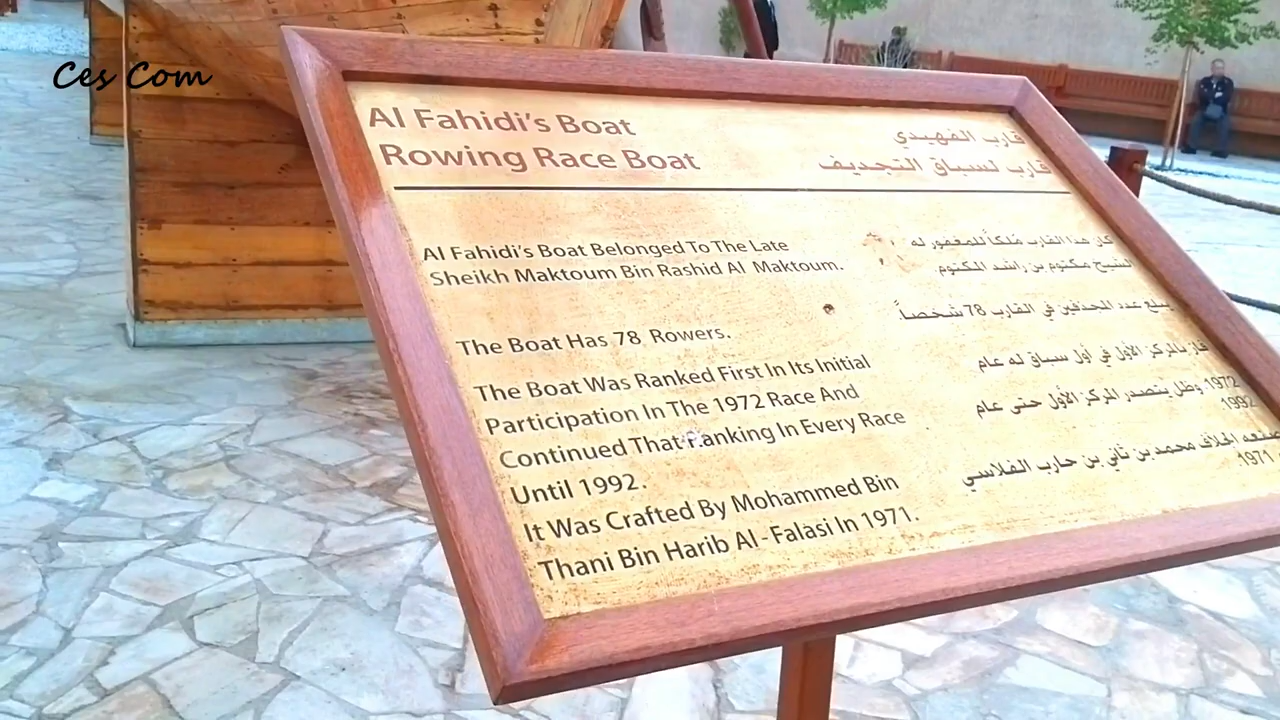 Ces Com
Al Fahidi's Boat
Rowing Race Boat
قارب الفهيدي
قارب لسباق التجديف
Al Fahidi's Boat Belonged To The Late
Sheikh Maktoum Bin Rashid Al Maktoum.
The Boat Has 78 Rowers.
The Boat Was Ranked First In Its Initial
Participation In The 1972 Race And
Continued That Ranking In Every Race
Until 1992.
It Was Crafted By Mohammed Bin
Thani Bin Harib Al-Falasi In 1971.
كان هذا القارب ملكاً للمغفور له
الشيخ مكتوم بن راشد المكتوم
يبلغ عدد المجدفين في القارب 78 شخصاً
فاز بالمركز الأول في أول سباق له عام
1972. وظل يتصدر المركز الأول حتى عام
1992.
الجلاف محمد بن ثاني بن حارب الفلاسي
1971.